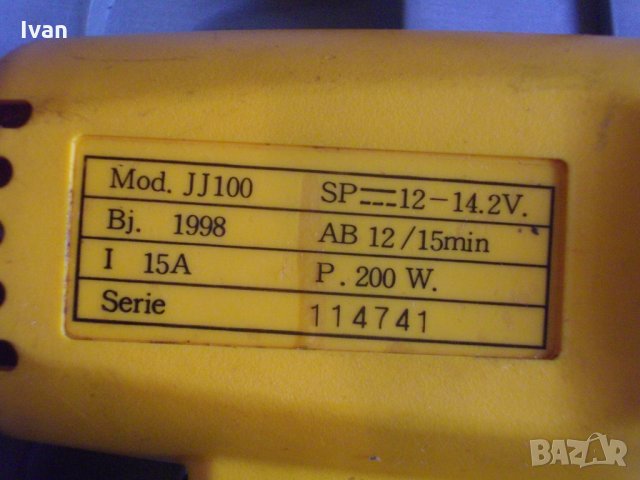 Ivan
Mod. JJ100 SP⎓12-14.2V.
Bj. 1998 AB 12/15min
I 15A P. 200 W.
Serie 114741
BAZAR